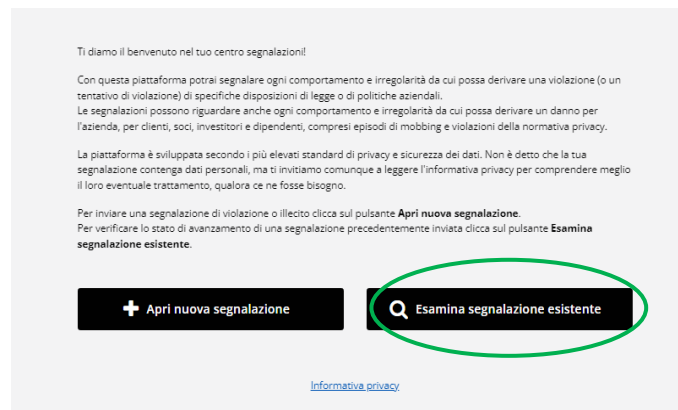 Ti diamo il benvenuto nel tuo centro segnalazioni!
Con questa piattaforma potrai segnalare ogni comportamento e irregolarità da cui possa derivare una violazione (o un
tentativo di violazione) di specifiche disposizioni di legge o di politiche aziendali.
Le segnalazioni possono riguardare anche ogni comportamento e irregolarità da cui possa derivare un danno per
l'azienda, per clienti, soci, investitori e dipendenti, compresi episodi di mobbing e violazioni della normativa privacy.
La piattaforma è sviluppata secondo i più elevati standard di privacy e sicurezza dei dati. Non è detto che la tua
segnalazione contenga dati personali, ma ti invitiamo comunque a leggere l'informativa privacy per comprendere meglio
il loro eventuale trattamento, qualora ce ne fosse bisogno.
Per inviare una segnalazione di violazione o illecito clicca sul pulsante Apri nuova segnalazione.
Per verificare lo stato di avanzamento di una segnalazione precedentemente inviata clicca sul pulsante Esamina
segnalazione esistente.
Apri nuova segnalazione
Esamina segnalazione esistente
Informativa privacy